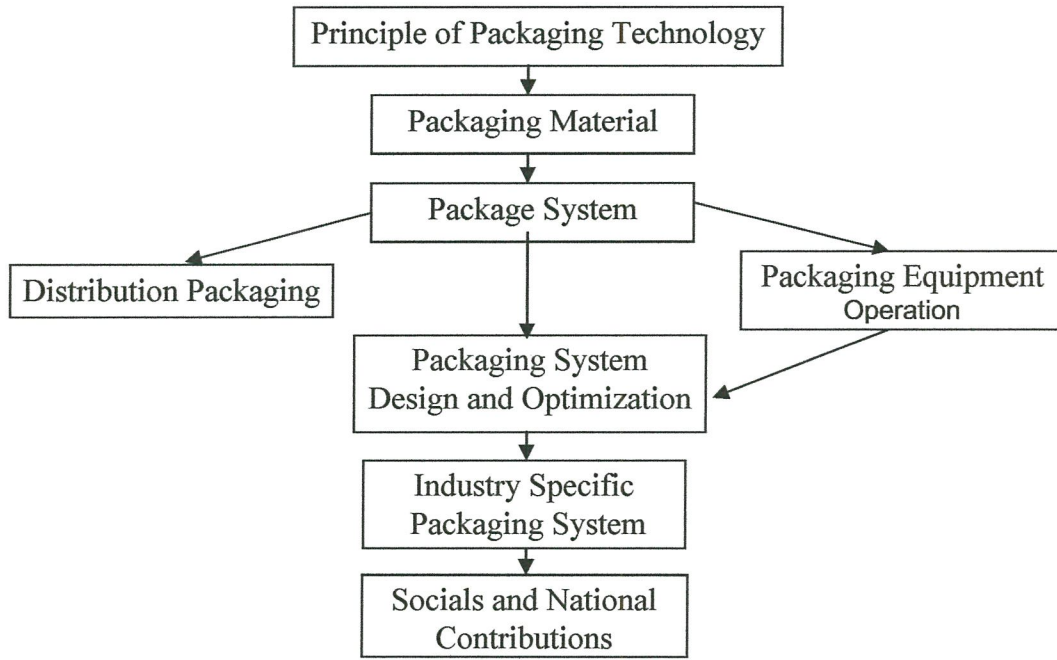 Principle of Packaging Technology
Packaging Material
Package System
Distribution Packaging
Packaging Equipment
Operation
Packaging System
Design and Optimization
Industry Specific
Packaging System
Socials and National
Contributions